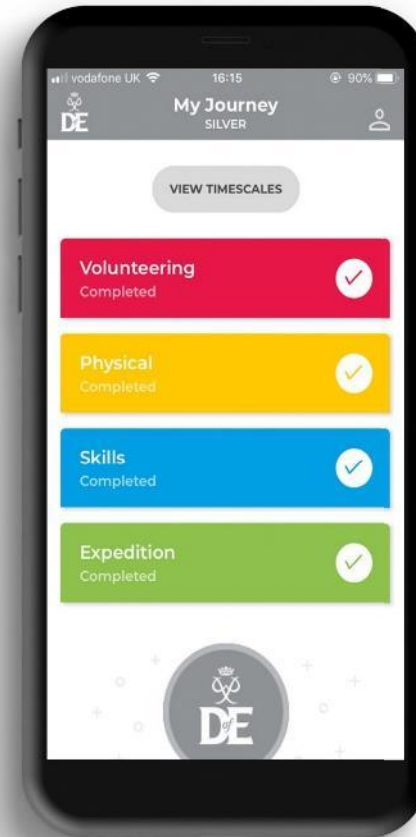 vodafone UK 16:15 90%
DofE
My Journey
SILVER
VIEW TIMESCALES
Volunteering
Completed
Physical
Completed
Skills
Completed
Expedition
Completed
DofE